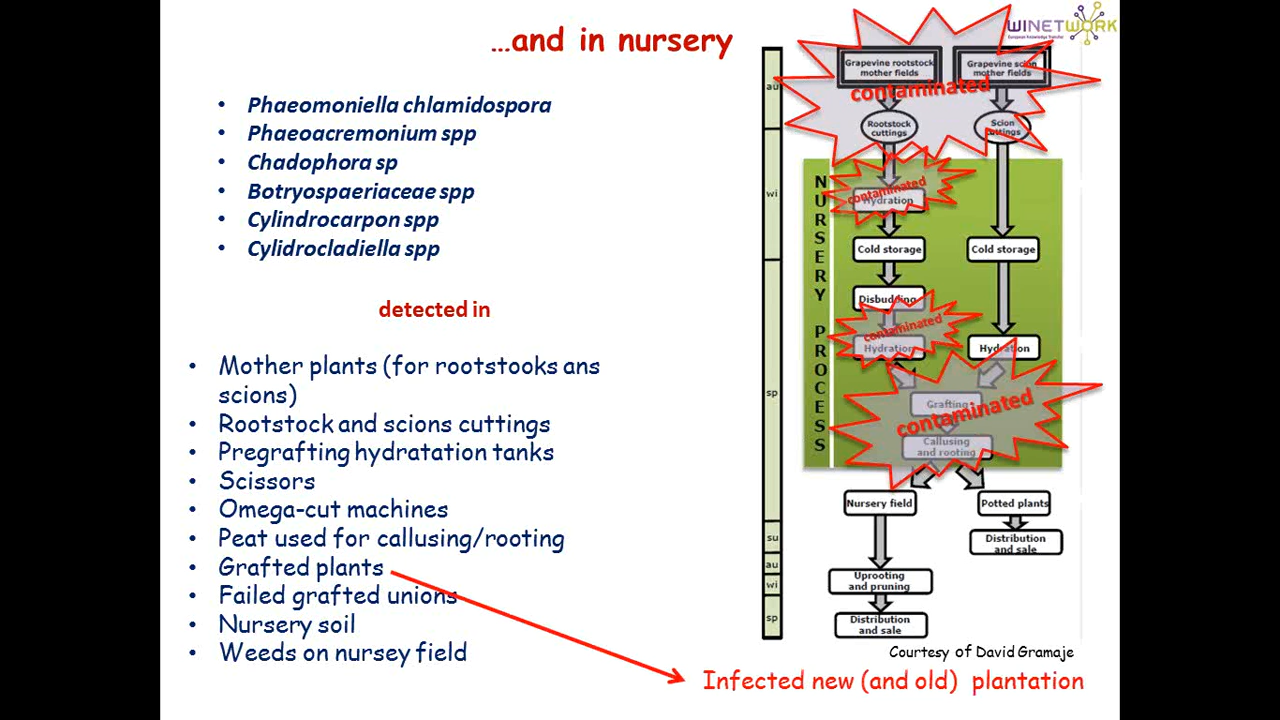 …and in nursery
WINETWORK
European Knowledge Transfer
• Phaeomoniella chlamidospora
• Phaeoacremonium spp
• Chadophora sp
• Botryospaeriaceae spp
• Cylindrocarpon spp
• Cylidrocladiella spp
detected in
• Mother plants (for rootstooks ans
scions)
• Rootstock and scions cuttings
• Pregrafting hydratation tanks
• Scissors
• Omega-cut machines
• Peat used for callusing/rooting
• Grafted plants
• Failed grafted unions
• Nursery soil
• Weeds on nursey field
Infected new (and old) plantation
au
wi
sp
su
au
wi
sp
NURSERY PROCESS
Grapevine rootstock
mother fields
Grapevine scion
mother fields
contaminated
Rootstock
cuttings
Scion
cuttings
contaminated
Hydration
Cold storage
Cold storage
Disbudding
contaminated
Hydration
Hydration
Grafting
contaminated
Callusing
and rooting
Nursery field
Potted plants
Distribution
and sale
Uprooting
and pruning
Distribution
and sale
Courtesy of David Gramaje